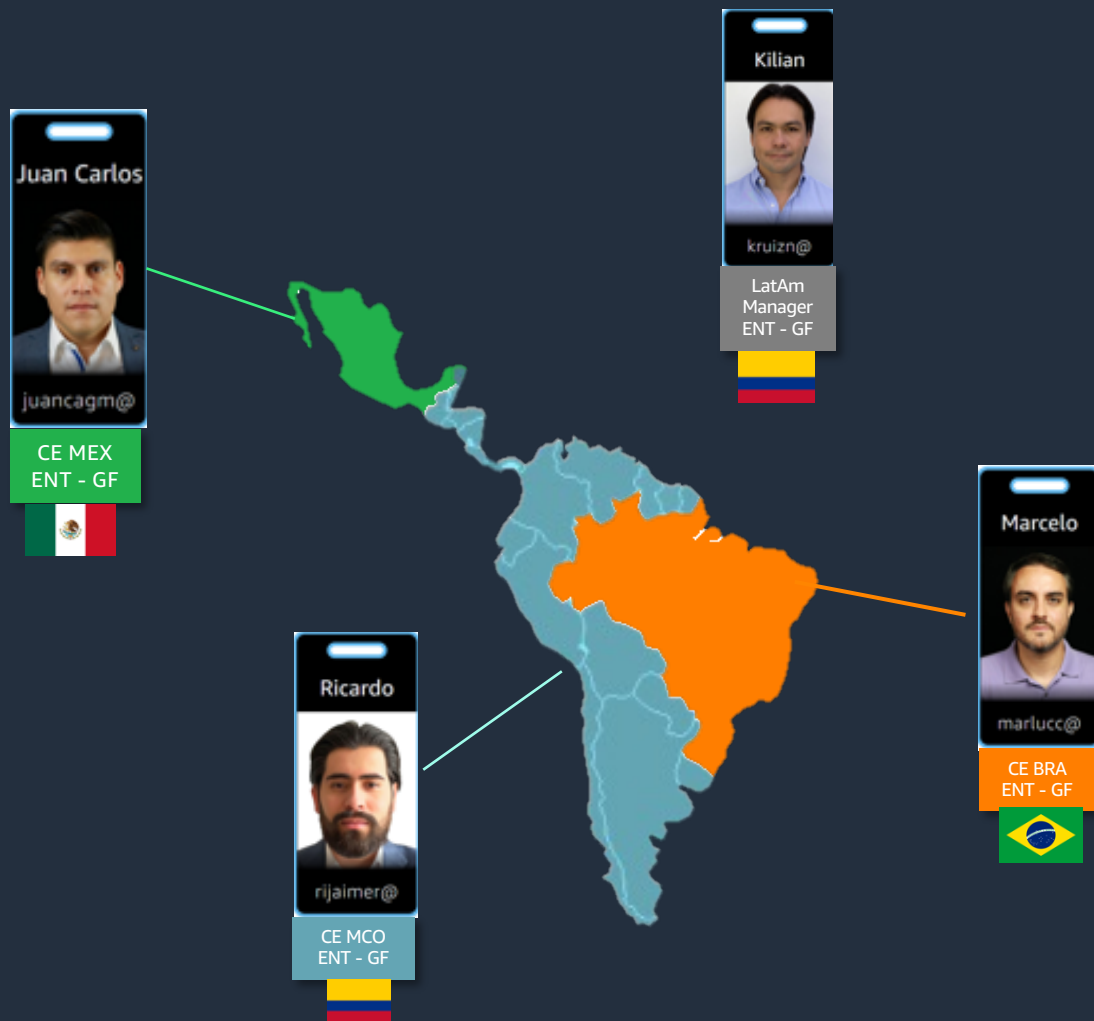 Kilian
kruizn@
LatAm
Manager
ENT - GF
Juan Carlos
juancagm@
CE MEX
ENT - GF
Marcelo
marlucc@
CE BRA
ENT - GF
Ricardo
rijaimer@
CE MCO
ENT - GF